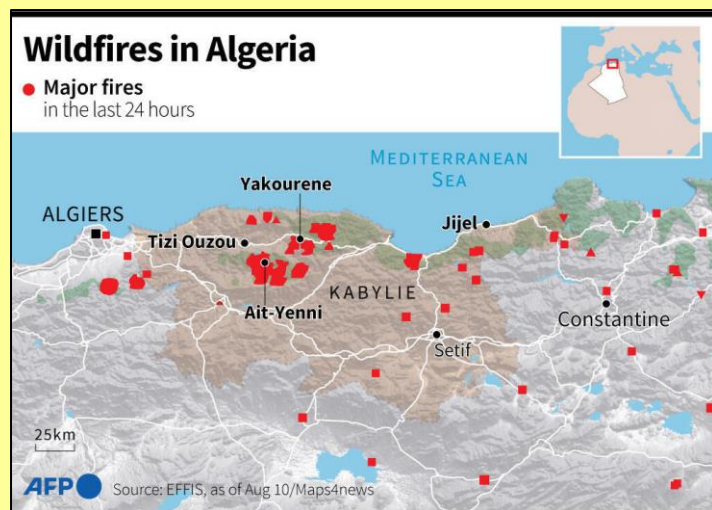 Wildfires in Algeria
Major fires
in the last 24 hours
MEDITERRANEAN
SEA
Yakourene
ALGIERS
Jijel
Tizi Ouzou
KABYLIE
Ait-Yenni
Constantine
Setif
25km
AFP
Source: EFFIS, as of Aug 10/Maps4news